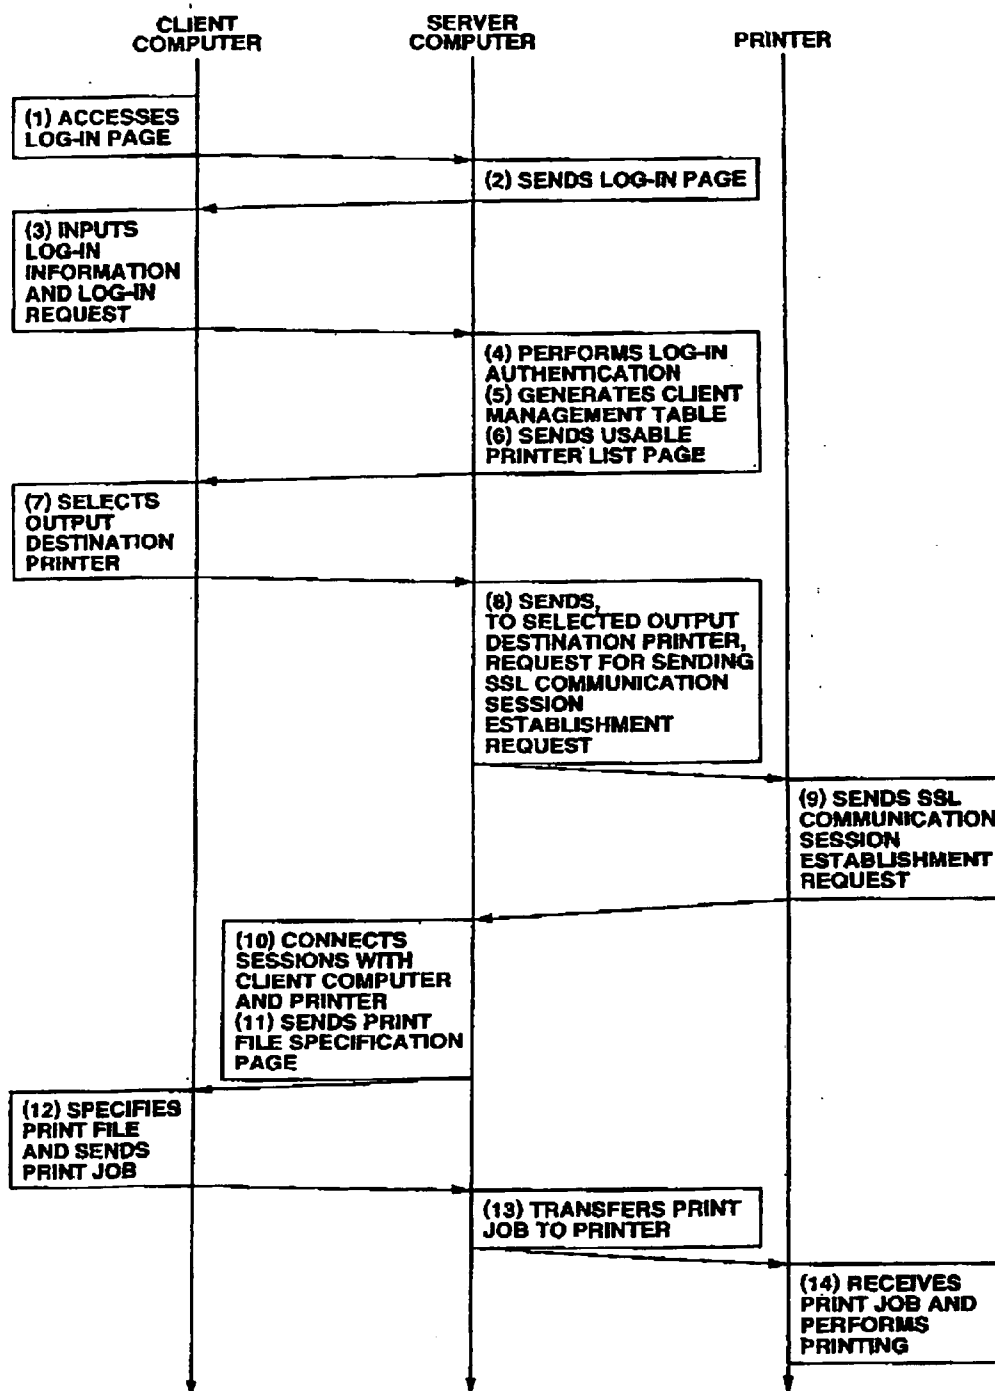 CLIENT
COMPUTER
SERVER
COMPUTER
PRINTER
(1) ACCESSES
LOG-IN PAGE
(2) SENDS LOG-IN PAGE
(3) INPUTS
LOG-IN
INFORMATION
AND LOG-IN
REQUEST
(4) PERFORMS LOG-IN
AUTHENTICATION
(5) GENERATES CLIENT
MANAGEMENT TABLE
(6) SENDS USABLE
PRINTER LIST PAGE
(7) SELECTS
OUTPUT
DESTINATION
PRINTER
(8) SENDS,
TO SELECTED OUTPUT
DESTINATION PRINTER,
REQUEST FOR SENDING
SSL COMMUNICATION
SESSION
ESTABLISHMENT
REQUEST
(9) SENDS SSL
COMMUNICATION
SESSION
ESTABLISHMENT
REQUEST
(10) CONNECTS
SESSIONS WITH
CLIENT COMPUTER
AND PRINTER
(11) SENDS PRINT
FILE SPECIFICATION
PAGE
(12) SPECIFIES
PRINT FILE
AND SENDS
PRINT JOB
(13) TRANSFERS PRINT
JOB TO PRINTER
(14) RECEIVES
PRINT JOB AND
PERFORMS
PRINTING